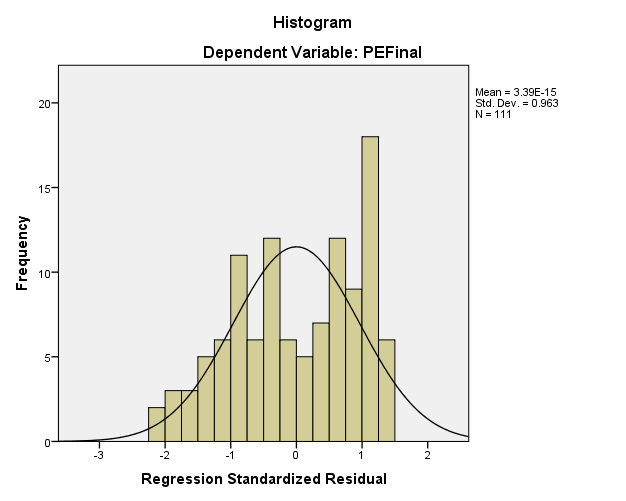 Histogram
Dependent Variable: PEFinal
Mean = 3.39E-15
Std. Dev. = 0.963
N = 111
Frequency
20
15
10
5
0
-3 -2 -1 0 1 2
Regression Standardized Residual